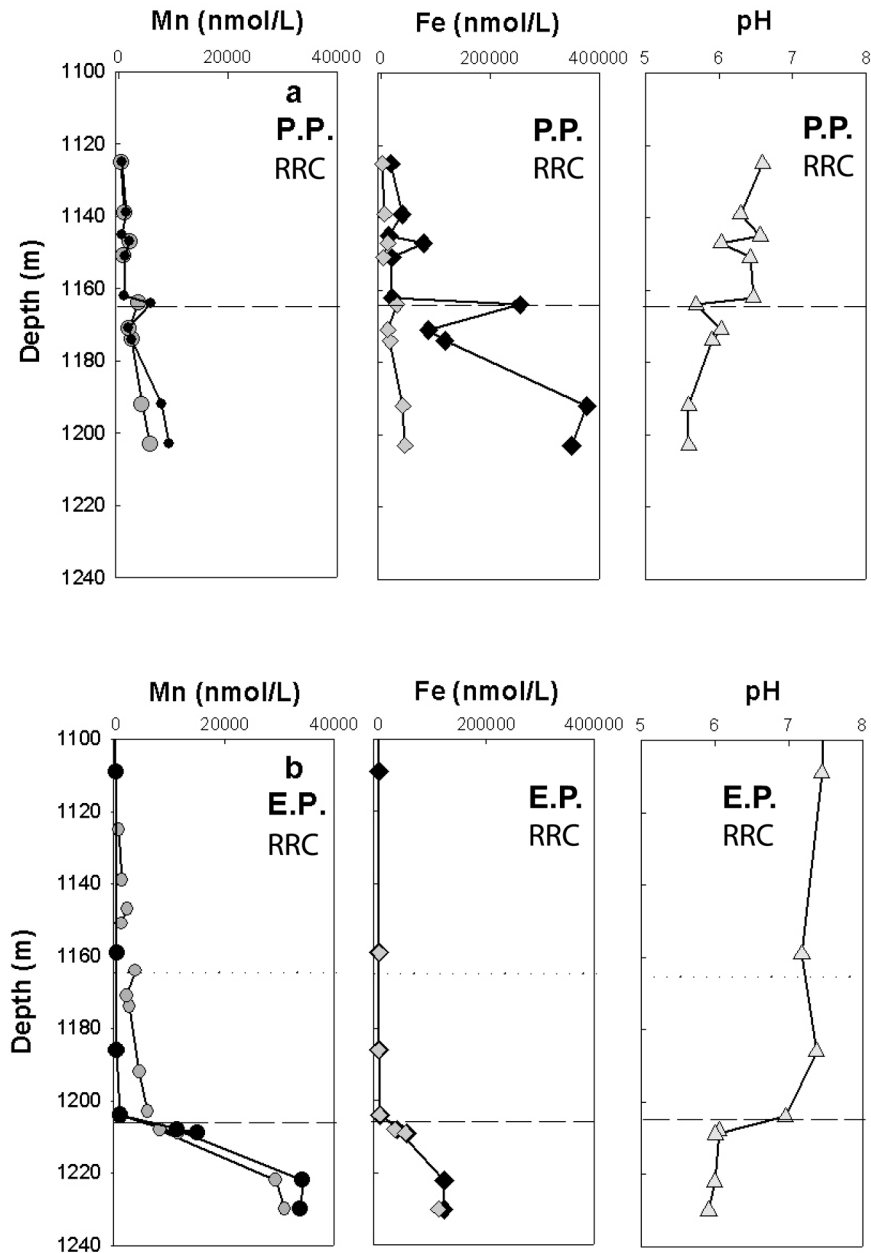 Mn (nmol/L) Fe (nmol/L) pH
0 20000 40000 0 200000 400000 5 6 7 8
1100
a
P.P. P.P. P.P.
RRC RRC RRC
1120
1140
1160
1180
1200
1220
1240
Depth (m)
Mn (nmol/L) Fe (nmol/L) pH
0 20000 40000 0 200000 400000 5 6 7 8
1100
b
E.P. E.P. E.P.
RRC RRC RRC
1120
1140
1160
1180
1200
1220
1240
Depth (m)